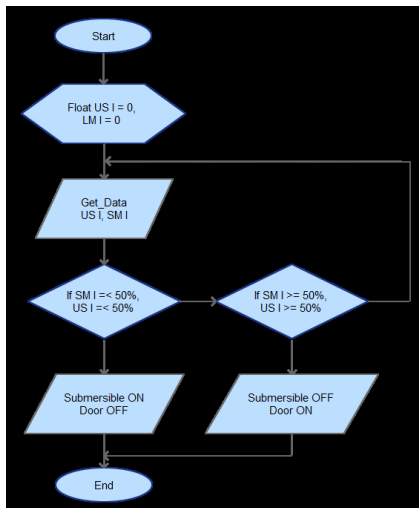 Start
Float US I = 0,
LM I = 0
Get_Data
US I, SM I
If SM I =< 50%,
US I =< 50%
If SM I >= 50%,
US I >= 50%
Submersible ON
Door OFF
Submersible OFF
Door ON
End